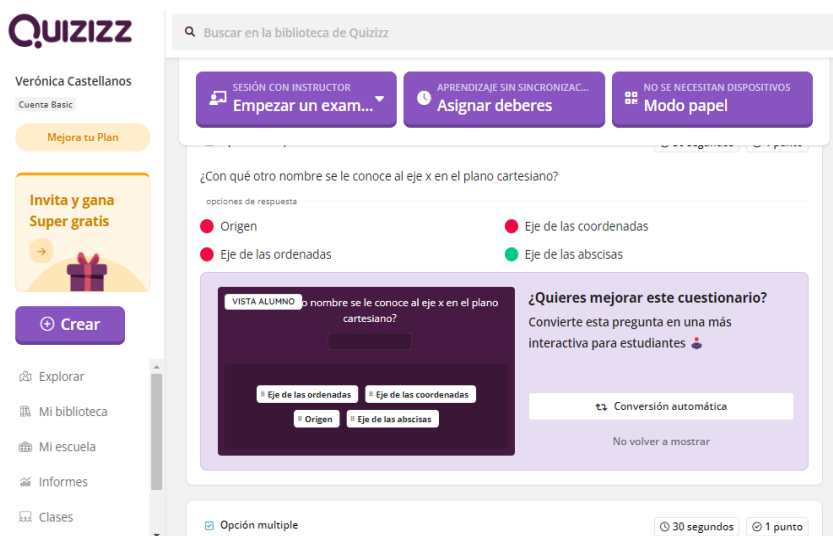 QUIZIZZ
Buscar en la biblioteca de Quizizz
Verónica Castellanos
Cuenta Basic
Mejora tu Plan
Invita y gana
Super gratis
Crear
Explorar
Mi biblioteca
Mi escuela
Informes
Clases
SESIÓN CON INSTRUCTOR
Empezar un exam...
APRENDIZAJE SIN SINCRONIZAC...
Asignar deberes
NO SE NECESITAN DISPOSITIVOS
Modo papel
¿Con qué otro nombre se le conoce al eje x en el plano cartesiano?
opciones de respuesta
Origen
Eje de las coordenadas
Eje de las ordenadas
Eje de las abscisas
VISTA ALUMNO
o nombre se le conoce al eje x en el plano
cartesiano?
Eje de las ordenadas
Eje de las coordenadas
Origen
Eje de las abscisas
¿Quieres mejorar este cuestionario?
Convierte esta pregunta en una más
interactiva para estudiantes
Conversión automática
No volver a mostrar
Opción multiple
30 segundos
1 punto